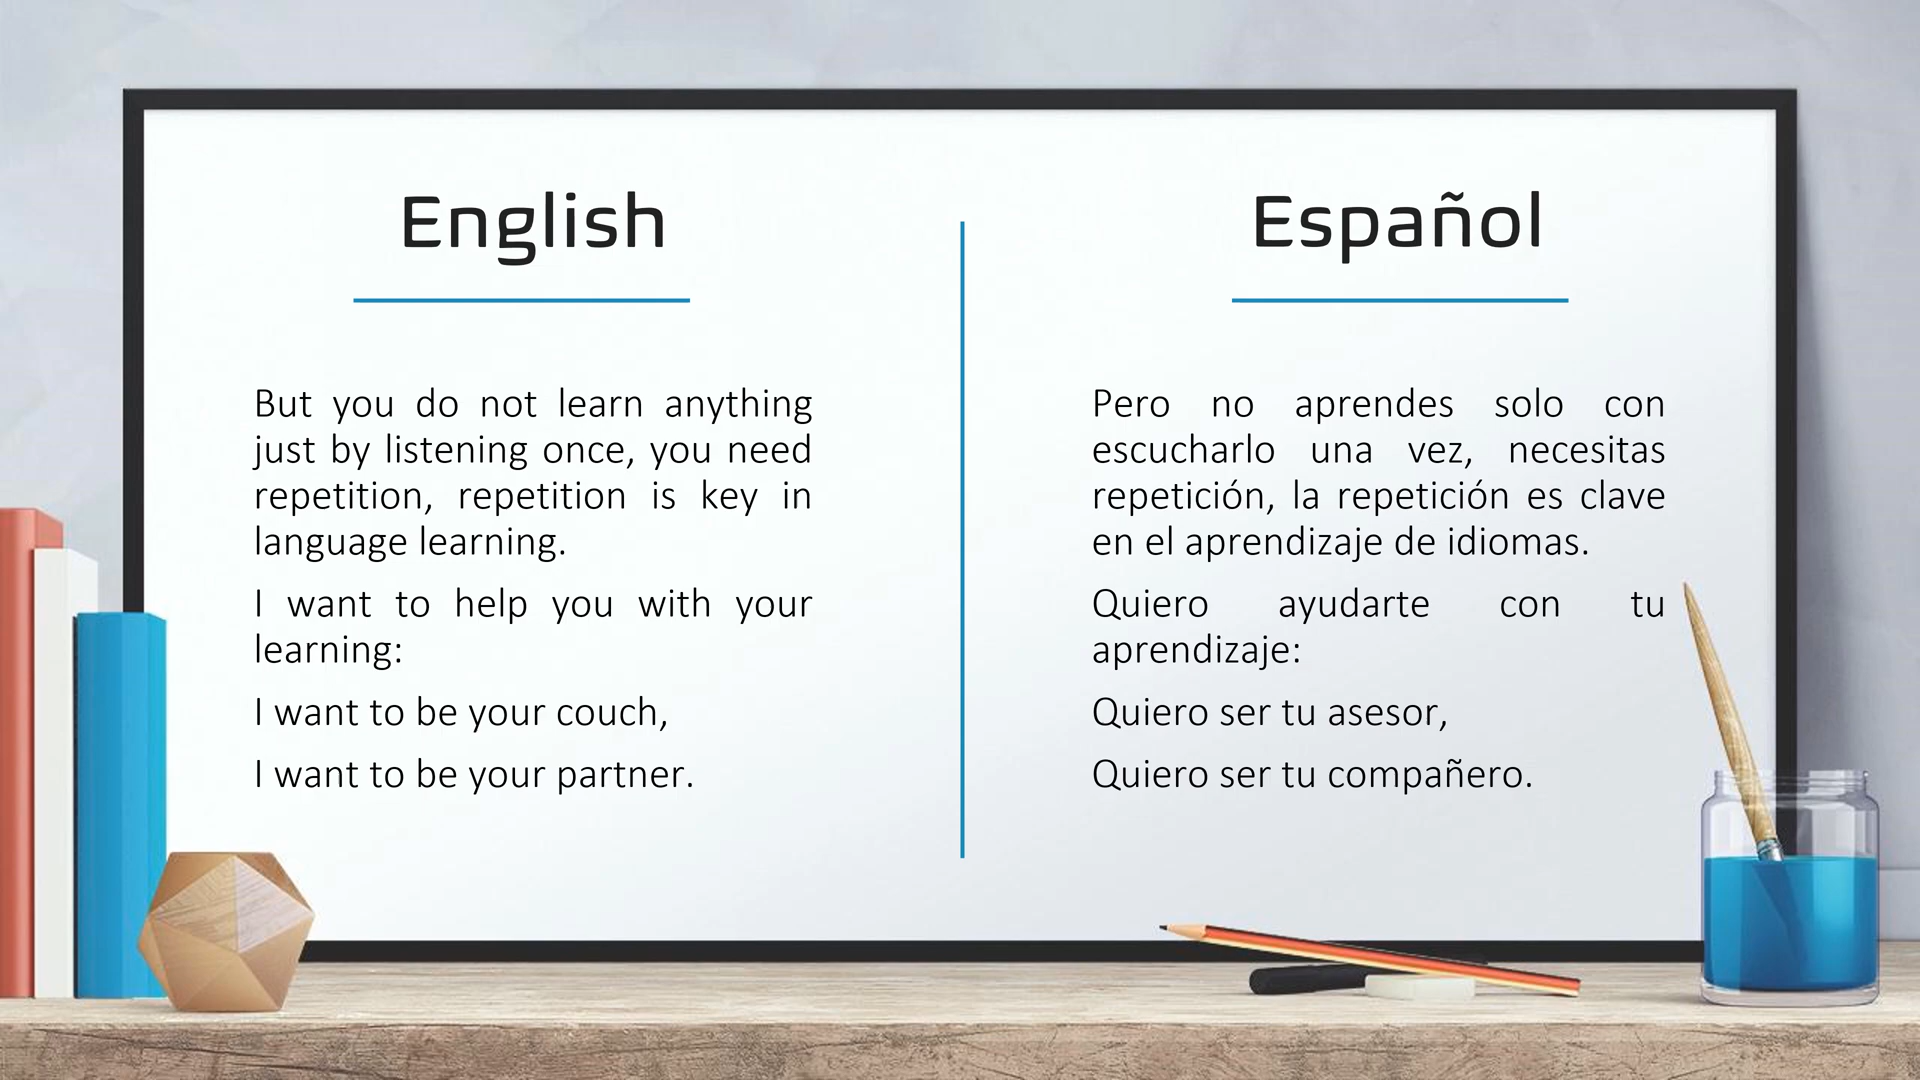 English
But you do not learn anything
just by listening once, you need
repetition, repetition is key in
language learning.
I want to help you with your
learning:
I want to be your couch,
I want to be your partner.
Español
Pero no aprendes solo con
escucharlo una vez, necesitas
repetición, la repetición es clave
en el aprendizaje de idiomas.
Quiero ayudarte con tu
aprendizaje:
Quiero ser tu asesor,
Quiero ser tu compañero.